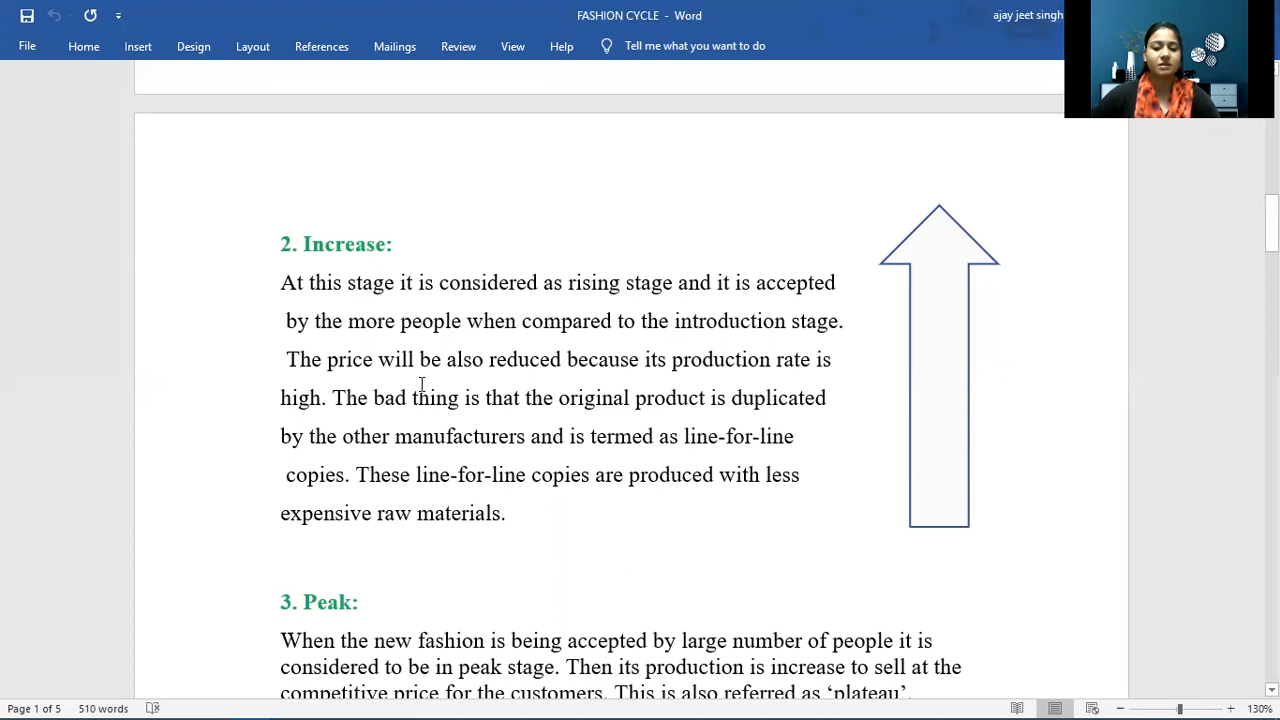 FASHION CYCLE - Word
ajay jeet singh
File Home Insert Design Layout References Mailings Review View Help Tell me what you want to do
2. Increase:
At this stage it is considered as rising stage and it is accepted
by the more people when compared to the introduction stage.
The price will be also reduced because its production rate is
high. The bad thing is that the original product is duplicated
by the other manufacturers and is termed as line-for-line
copies. These line-for-line copies are produced with less
expensive raw materials.
3. Peak:
When the new fashion is being accepted by large number of people it is
considered to be in peak stage. Then its production is increase to sell at the
competitive price for the customers. This is also referred as ‘plateau’.
Page 1 of 5 510 words 130%